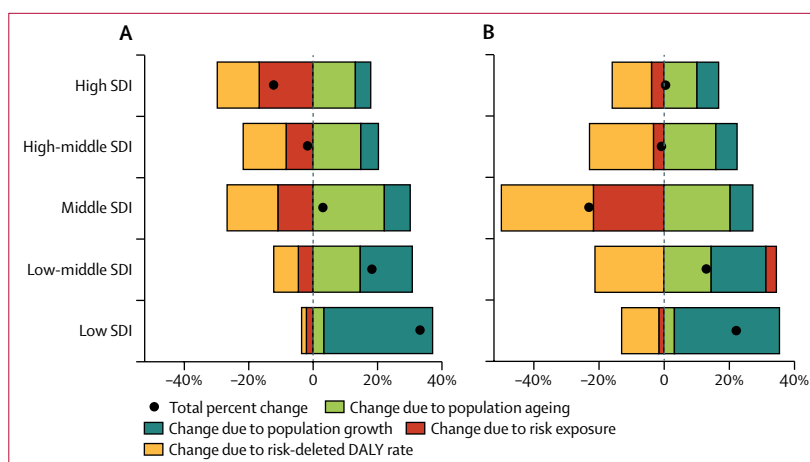 A
B
High SDI
High-middle SDI
Middle SDI
Low-middle SDI
Low SDI
−40% −20% 0 20% 40%
−40% −20% 0 20% 40%
Total percent change Change due to population ageing
Change due to population growth Change due to risk exposure
Change due to risk-deleted DALY rate